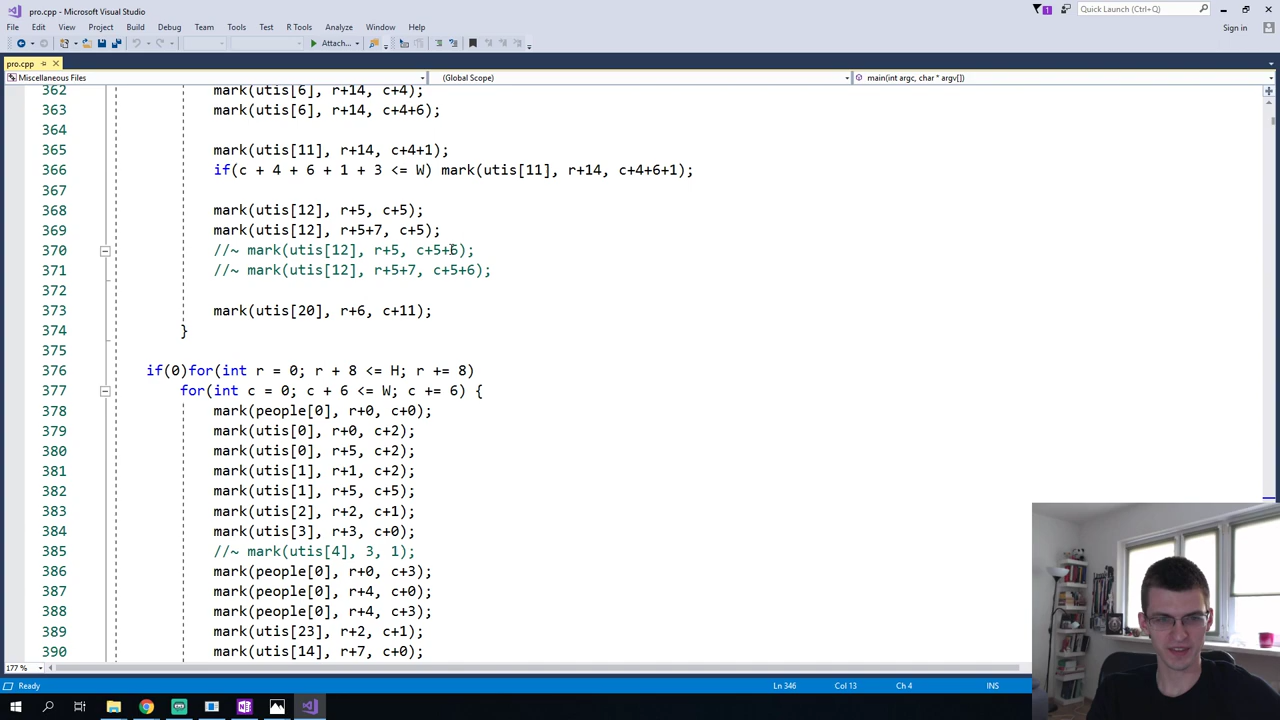 pro.cpp - Microsoft Visual Studio
1
Quick Launch (Ctrl+Q)
File Edit View Project Build Debug Team Tools Test R Tools Analyze Window Help
Sign in
Attach...
pro.cpp
Miscellaneous Files
(Global Scope)
main(int argc, char * argv[])
362 mark(utis[6], r+14, c+4);
363 mark(utis[6], r+14, c+4+6);
364
365 mark(utis[11], r+14, c+4+1);
366 if(c + 4 + 6 + 1 + 3 <= W) mark(utis[11], r+14, c+4+6+1);
367
368 mark(utis[12], r+5, c+5);
369 mark(utis[12], r+5+7, c+5);
370 //~ mark(utis[12], r+5, c+5+6);
371 //~ mark(utis[12], r+5+7, c+5+6);
372
373 mark(utis[20], r+6, c+11);
374 }
375
376 if(0)for(int r = 0; r + 8 <= H; r += 8)
377 for(int c = 0; c + 6 <= W; c += 6) {
378 mark(people[0], r+0, c+0);
379 mark(utis[0], r+0, c+2);
380 mark(utis[0], r+5, c+2);
381 mark(utis[1], r+1, c+2);
382 mark(utis[1], r+5, c+5);
383 mark(utis[2], r+2, c+1);
384 mark(utis[3], r+3, c+0);
385 //~ mark(utis[4], 3, 1);
386 mark(people[0], r+0, c+3);
387 mark(people[0], r+4, c+0);
388 mark(people[0], r+4, c+3);
389 mark(utis[23], r+2, c+1);
390 mark(utis[14], r+7, c+0);
177 %
Ready
Ln 346
Col 13
Ch 4
INS